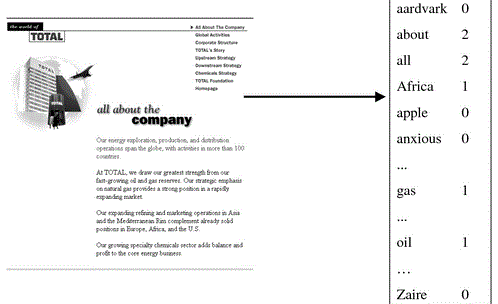 the world of
TOTAL
All About The Company
Global Activities
Corporate Structure
TOTAL's Story
Upstream Strategy
Downstream Strategy
Chemicals Strategy
TOTAL Foundation
Homepage
TOTAL
all about the
company
Our energy exploration, production, and distribution
operations span the globe, with activities in more than 100
countries.
At TOTAL, we draw our greatest strength from our
fast-growing oil and gas reserves. Our strategic emphasis
on natural gas provides a strong position in a rapidly
expanding market.
Our expanding refining and marketing operations in Asia
and the Mediterranean Rim complement already solid
positions in Europe, Africa, and the U.S.
Our growing specialty chemicals sector adds balance and
profit to the core energy business.
aardvark 0
about 2
all 2
Africa 1
apple 0
anxious 0
...
gas 1
...
oil 1
…
Zaire 0